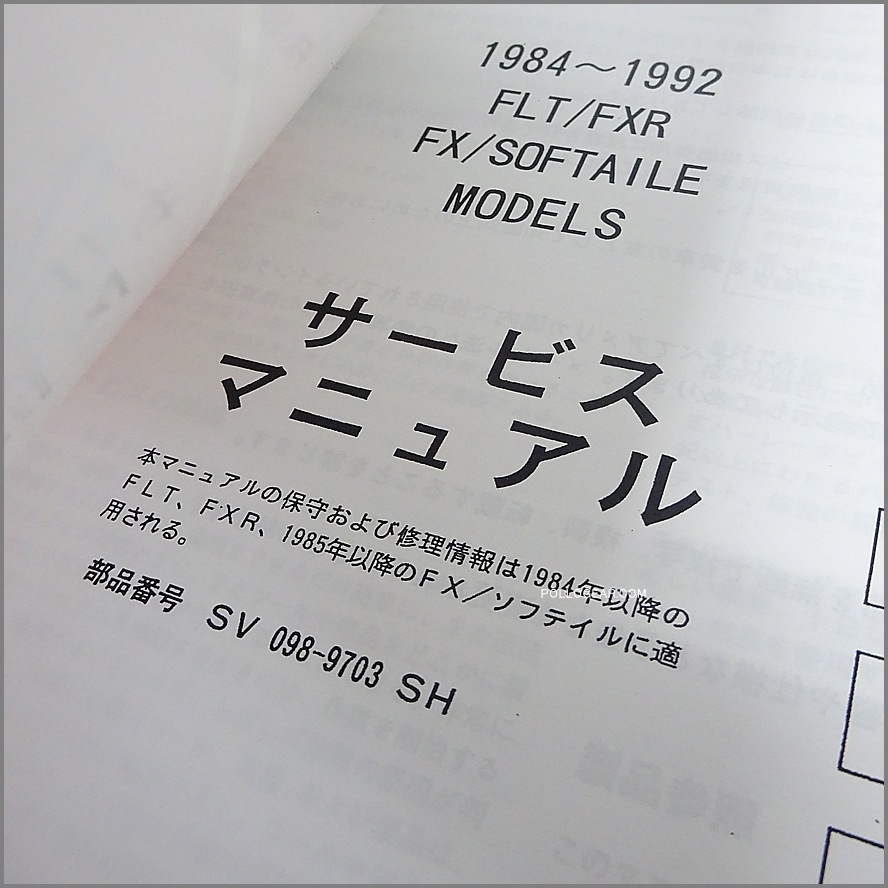 1984～1992
FLT/FXR
FX/SOFTAILE
MODELS
サービス
マニュアル
本マニュアルの保守および修理情報は1984年以降の
FLT、FXR、1985年以降のFX／ソフテイルに適
用される。
POLLOGEAR.COM
部品番号 SV 098-9703 SH